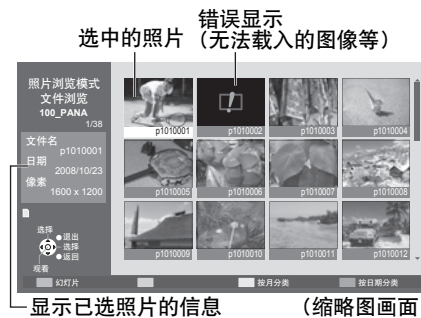 错误显示
选中的照片 (无法载入的图像等)
照片浏览模式
文件浏览
100_PANA
1/38
文件名
p1010001
日期
2008/10/23
像素
1600 x 1200
选择
退出
选择
返回
观看
p1010001 p1010002 p1010003 p1010004
p1010005 p1010006 p1010007 p1010008
p1010009 p1010010 p1010011 p1010012
幻灯片 按月分类 按日期分类
显示已选照片的信息 (缩略图画面